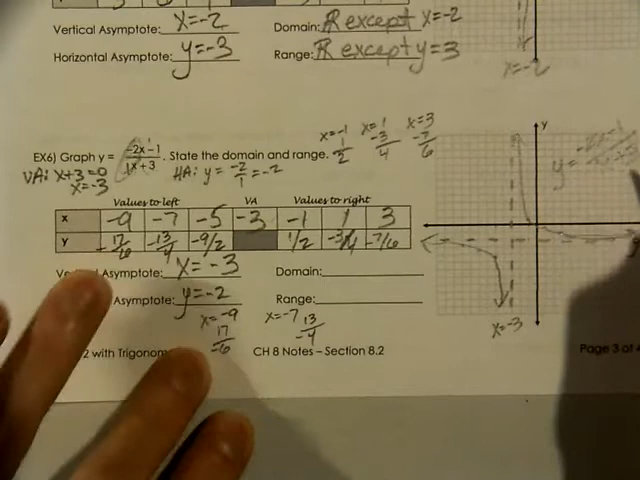 Vertical Asymptote: x=-2 Domain: ℝ except x=-2
Horizontal Asymptote: y=-3 Range: ℝ except y=3
x=-2
EX6) Graph y = -2x-1 / 1x+3. State the domain and range.
VA: x+3=0
x=-3
HA: y=-2/1=-2
x=-1 1/2
x=1 -3/4
x=3 -7/6
Values to left VA Values to right
x -9 -7 -5 -3 -1 1 3
y -17/6 -13/4 -9/2 1/2 -3/4 -7/6
Asymptote: x=-3 Domain:
Asymptote: y=-2 Range:
x=-9 17/-6
x=-7 13/-4
y
y=
x=-3
2 with Trigonom CH 8 Notes – Section 8.2 Page 3 of 4